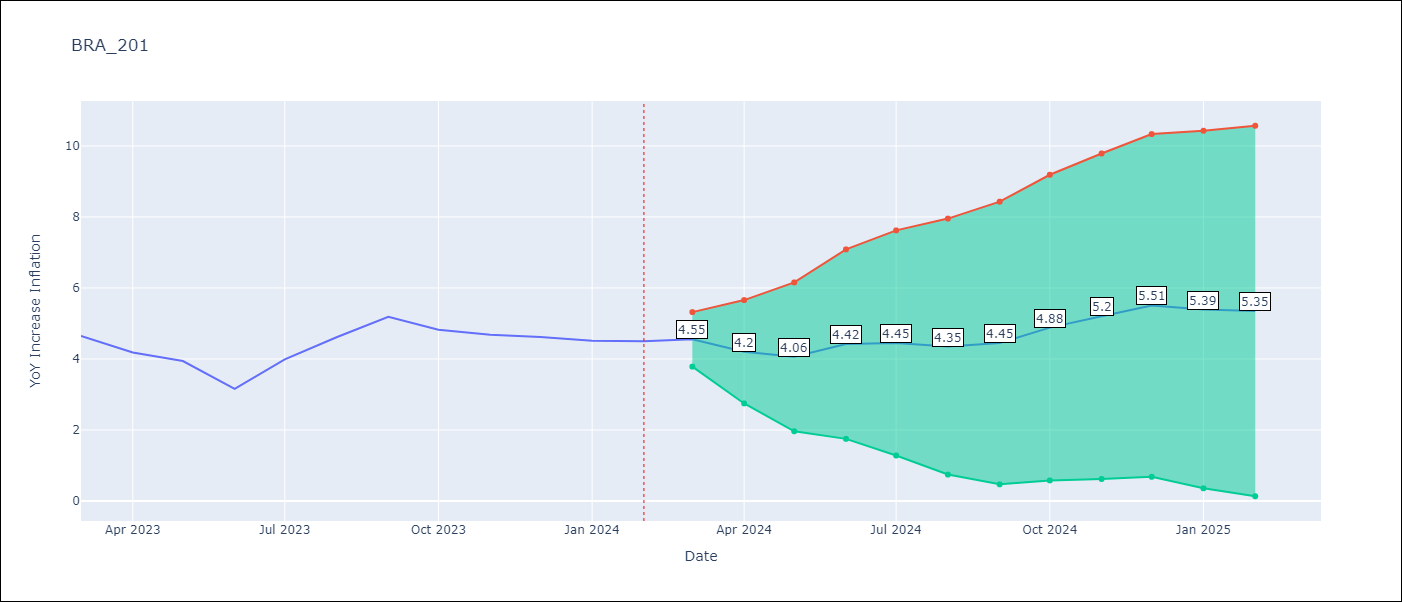 BRA_201
YoY Increase Inflation
10
8
6
4
2
0
4.55
4.2
4.06
4.42
4.45
4.35
4.45
4.88
5.2
5.51
5.39
5.35
Apr 2023
Jul 2023
Oct 2023
Jan 2024
Apr 2024
Jul 2024
Oct 2024
Jan 2025
Date